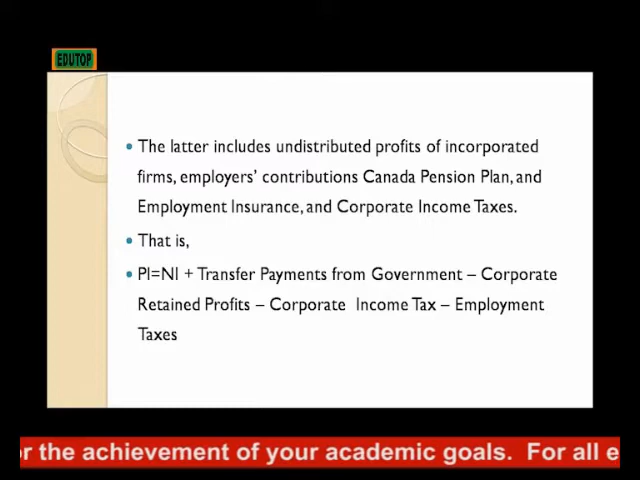 EDUTOP
The latter includes undistributed profits of incorporated
firms, employers' contributions Canada Pension Plan, and
Employment Insurance, and Corporate Income Taxes.
That is,
PI=NI + Transfer Payments from Government – Corporate
Retained Profits – Corporate Income Tax – Employment
Taxes
or the achievement of your academic goals. For all e